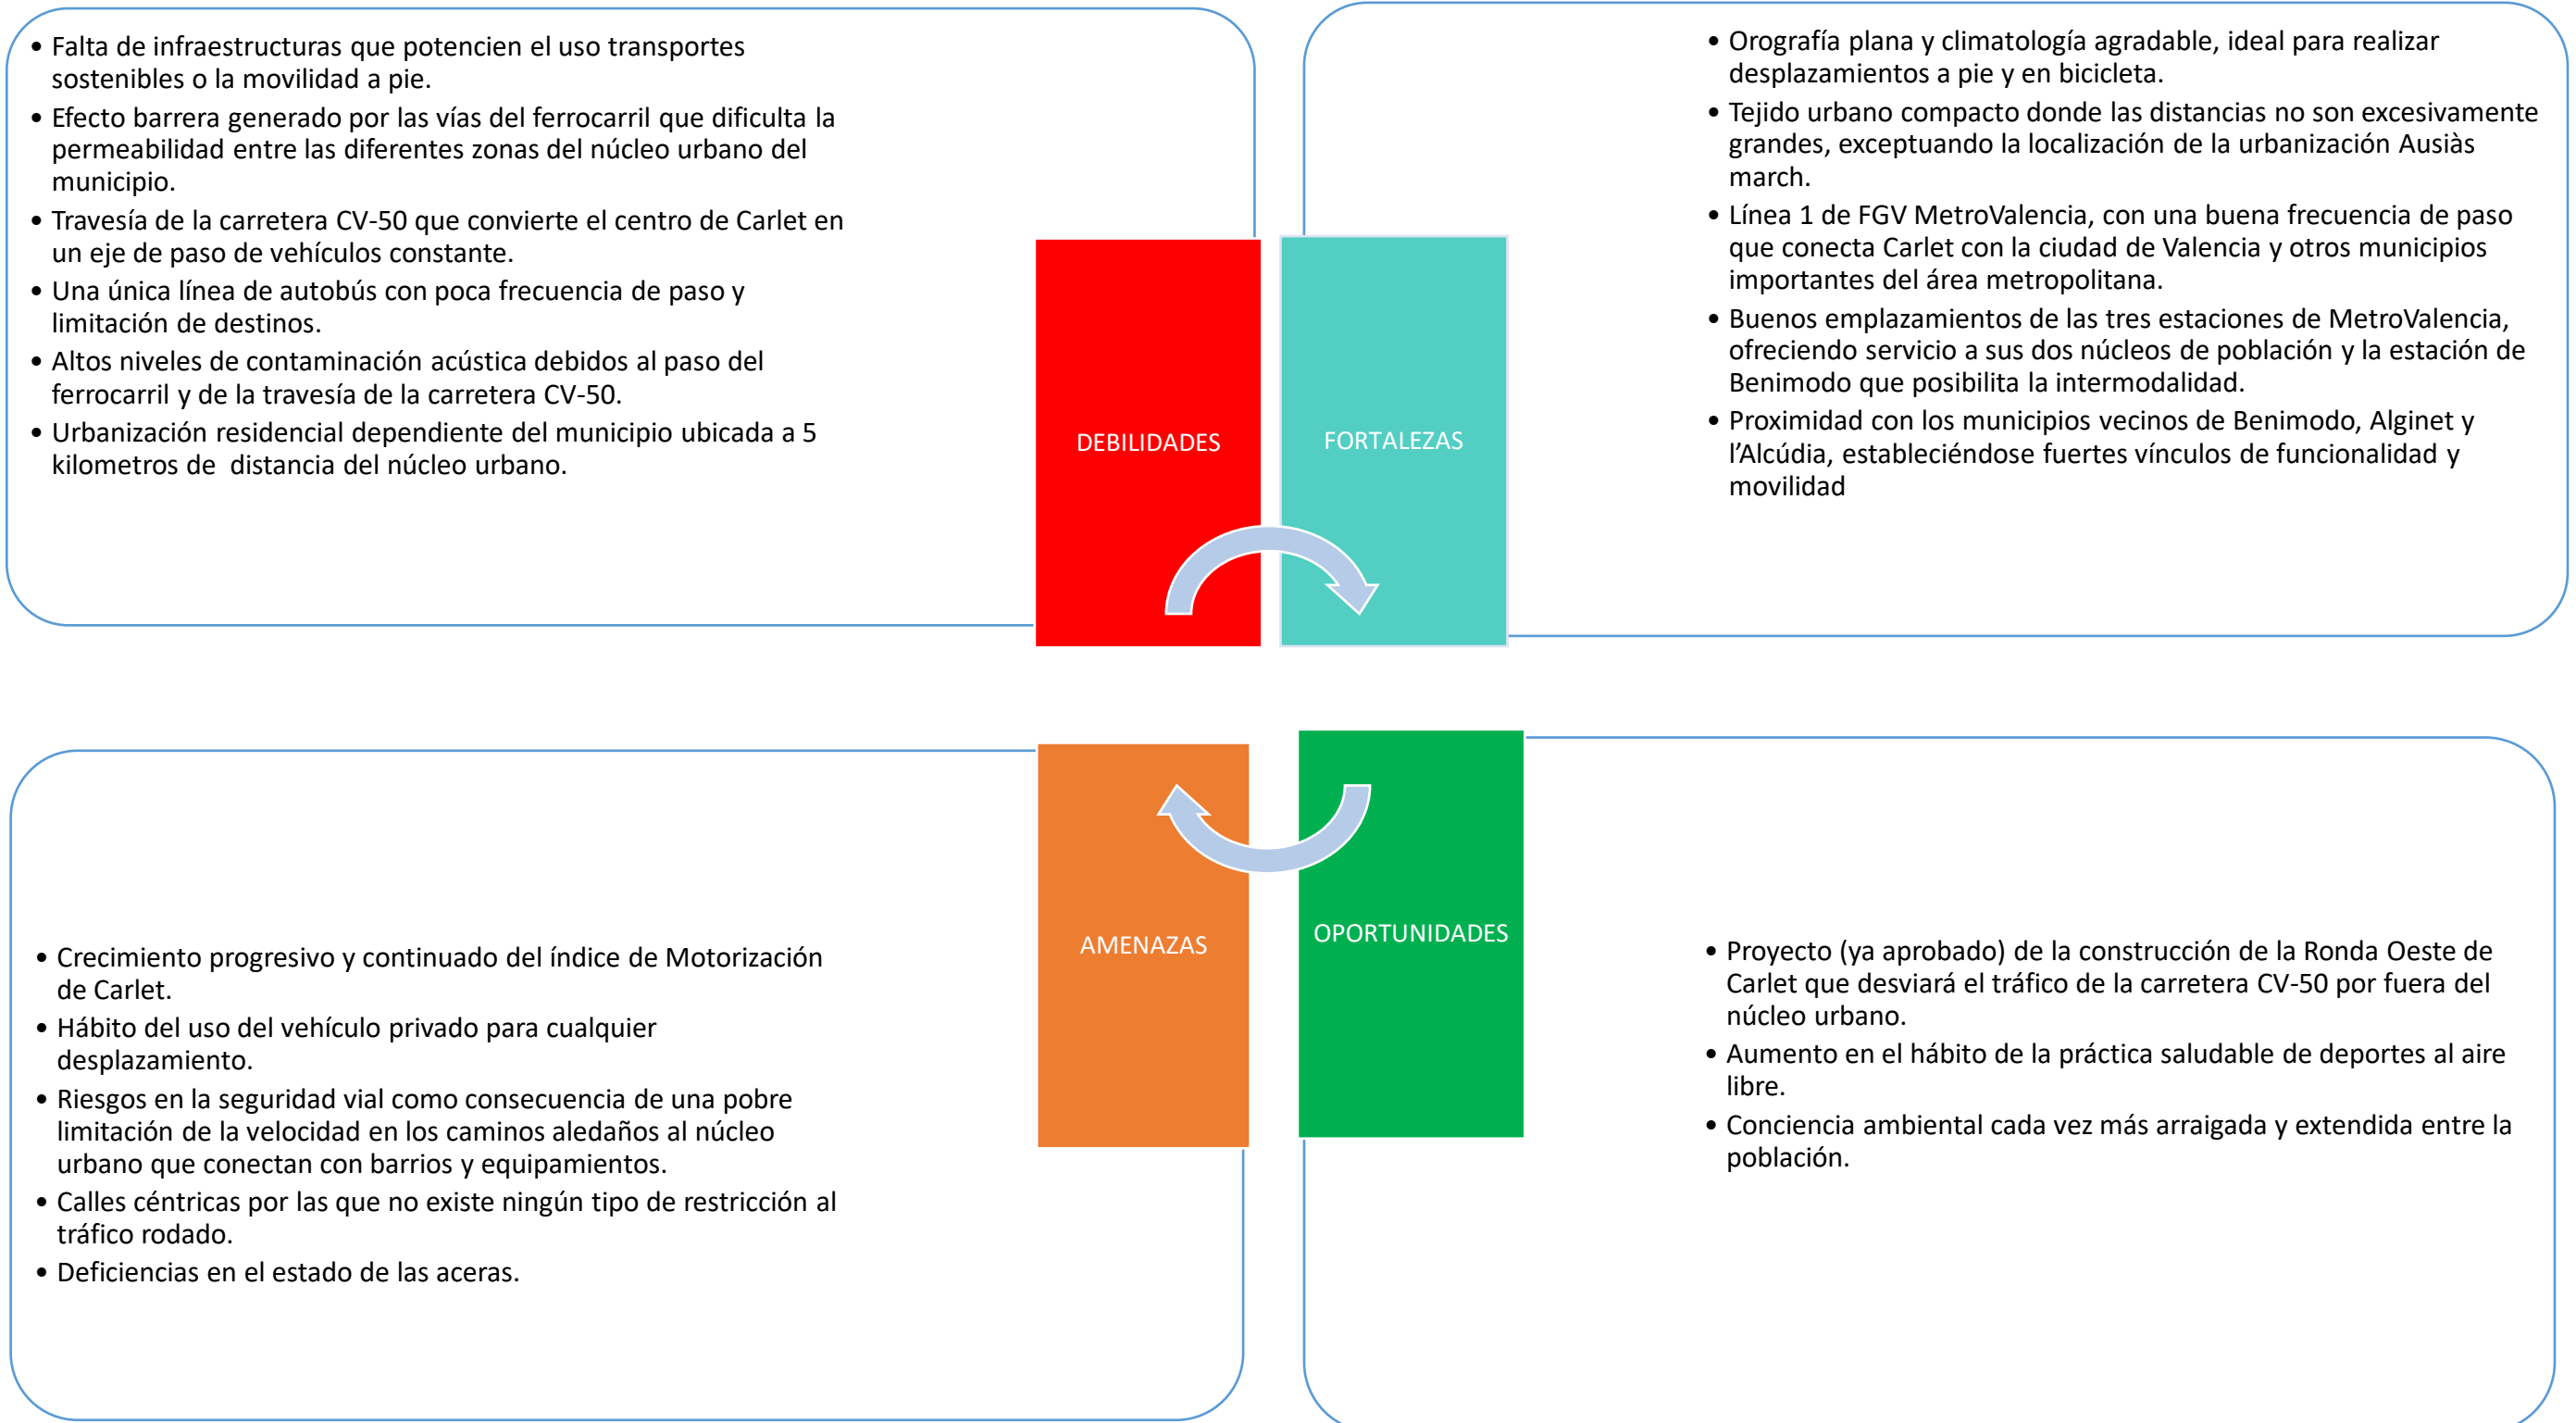 • Falta de infraestructuras que potencien el uso transportes
sostenibles o la movilidad a pie.
• Efecto barrera generado por las vías del ferrocarril que dificulta la
permeabilidad entre las diferentes zonas del núcleo urbano del
municipio.
• Travesía de la carretera CV-50 que convierte el centro de Carlet en
un eje de paso de vehículos constante.
• Una única línea de autobús con poca frecuencia de paso y
limitación de destinos.
• Altos niveles de contaminación acústica debidos al paso del
ferrocarril y de la travesía de la carretera CV-50.
• Urbanización residencial dependiente del municipio ubicada a 5
kilometros de distancia del núcleo urbano.
DEBILIDADES
FORTALEZAS
• Orografía plana y climatología agradable, ideal para realizar
desplazamientos a pie y en bicicleta.
• Tejido urbano compacto donde las distancias no son excesivamente
grandes, exceptuando la localización de la urbanización Ausiàs
march.
• Línea 1 de FGV MetroValencia, con una buena frecuencia de paso
que conecta Carlet con la ciudad de Valencia y otros municipios
importantes del área metropolitana.
• Buenos emplazamientos de las tres estaciones de MetroValencia,
ofreciendo servicio a sus dos núcleos de población y la estación de
Benimodo que posibilita la intermodalidad.
• Proximidad con los municipios vecinos de Benimodo, Alginet y
l’Alcúdia, estableciéndose fuertes vínculos de funcionalidad y
movilidad
• Crecimiento progresivo y continuado del índice de Motorización
de Carlet.
• Hábito del uso del vehículo privado para cualquier
desplazamiento.
• Riesgos en la seguridad vial como consecuencia de una pobre
limitación de la velocidad en los caminos aledaños al núcleo
urbano que conectan con barrios y equipamientos.
• Calles céntricas por las que no existe ningún tipo de restricción al
tráfico rodado.
• Deficiencias en el estado de las aceras.
AMENAZAS
OPORTUNIDADES
• Proyecto (ya aprobado) de la construcción de la Ronda Oeste de
Carlet que desviará el tráfico de la carretera CV-50 por fuera del
núcleo urbano.
• Aumento en el hábito de la práctica saludable de deportes al aire
libre.
• Conciencia ambiental cada vez más arraigada y extendida entre la
población.